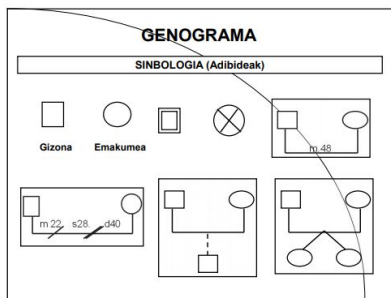 GENOGRAMA
SINBOLOGIA (Adibideak)
Gizona
Emakumea
m 48
m 22 s28 d40